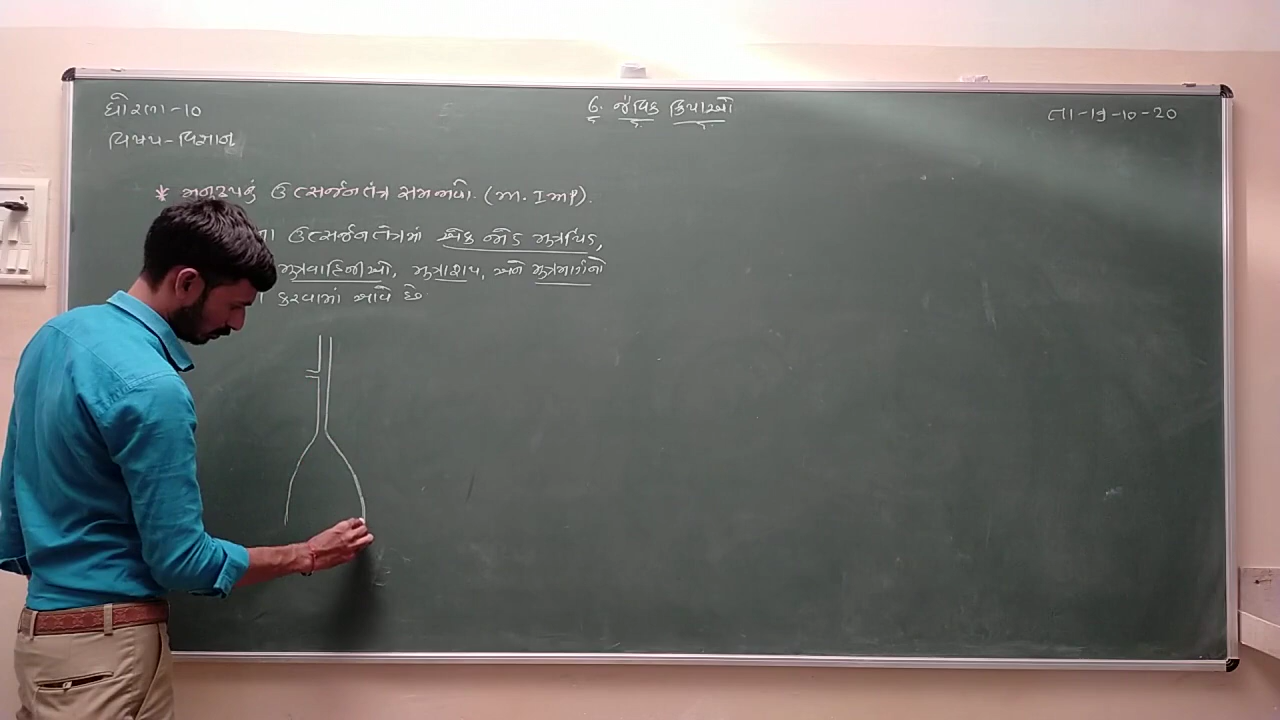 ધોરણ-10
6. જૈવિક ક્રિયાઓ
તા-19-10-20
વિષય-વિજ્ઞાન
* મનુષ્યનું ઉત્સર્જનતંત્ર સમજાવો. (m. Imp).
ઉત્સર્જનતંત્રમાં એક જોડ મૂત્રપિંડ,
મૂત્રવાહિનીઓ, મૂત્રાશય, અને મૂત્રમાર્ગનો
કરવામાં આવે છે